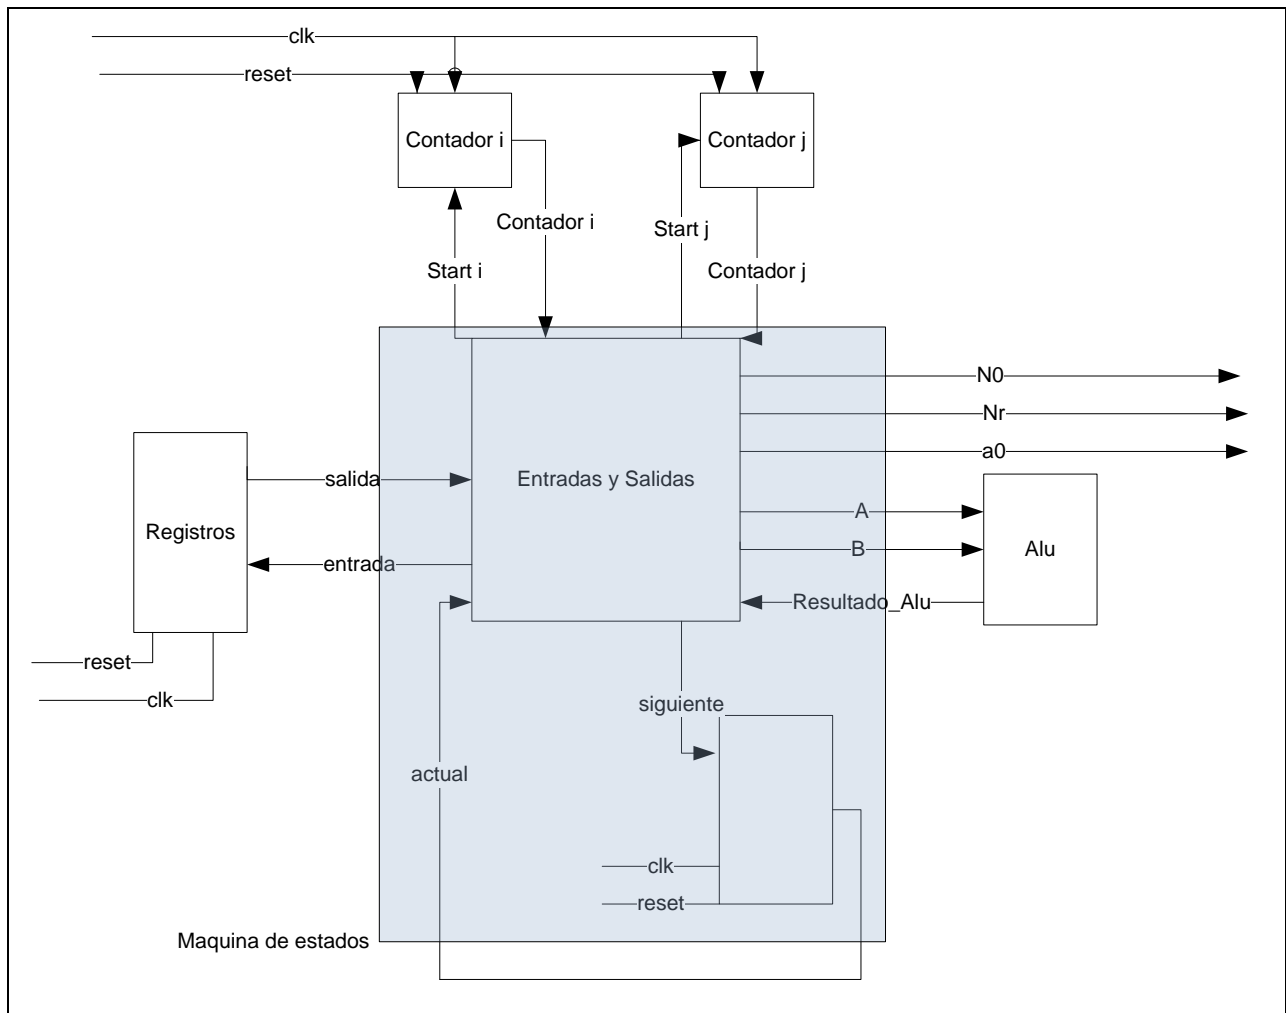 clk
reset
Contador i
Contador j
Contador i
Start j
Start i
Contador j
N0
Nr
a0
salida
Entradas y Salidas
A
Registros
B
Alu
entrada
Resultado_Alu
reset
clk
siguiente
actual
clk
reset
Maquina de estados